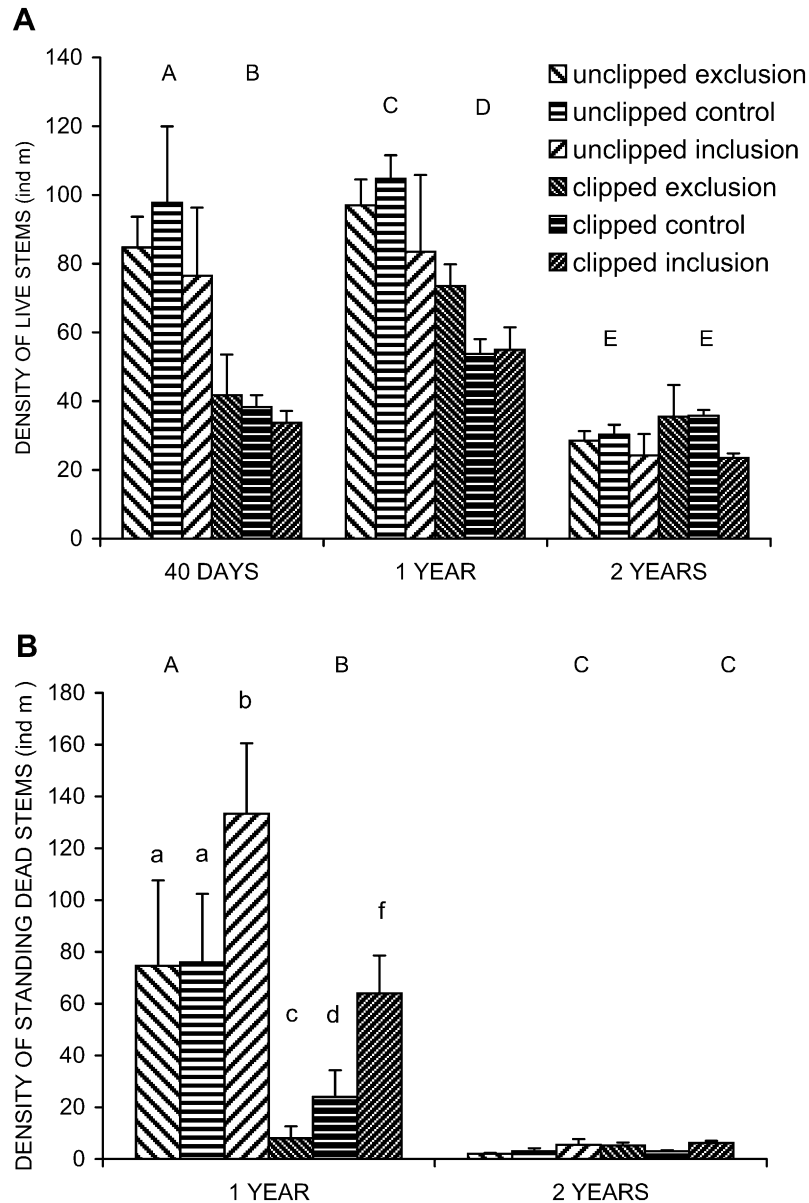 A
DENSITY OF LIVE STEMS (ind m)
140
120
100
80
60
40
20
0
A B C D E E
unclipped exclusion
unclipped control
unclipped inclusion
clipped exclusion
clipped control
clipped inclusion
40 DAYS 1 YEAR 2 YEARS
B
DENSITY OF STANDING DEAD STEMS (ind m )
A B C C
180
160
140
120
100
80
60
40
20
0
a a b c d f
1 YEAR 2 YEARS